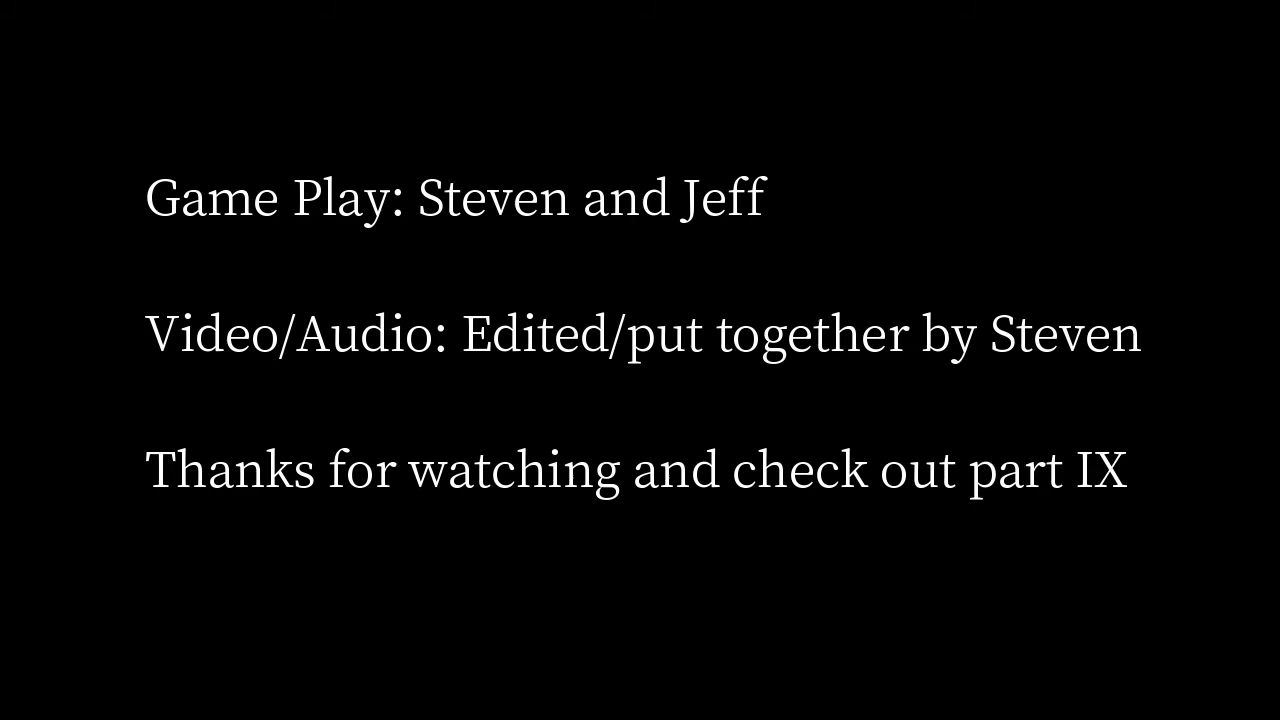 Game Play: Steven and Jeff
Video/Audio: Edited/put together by Steven
Thanks for watching and check out part IX